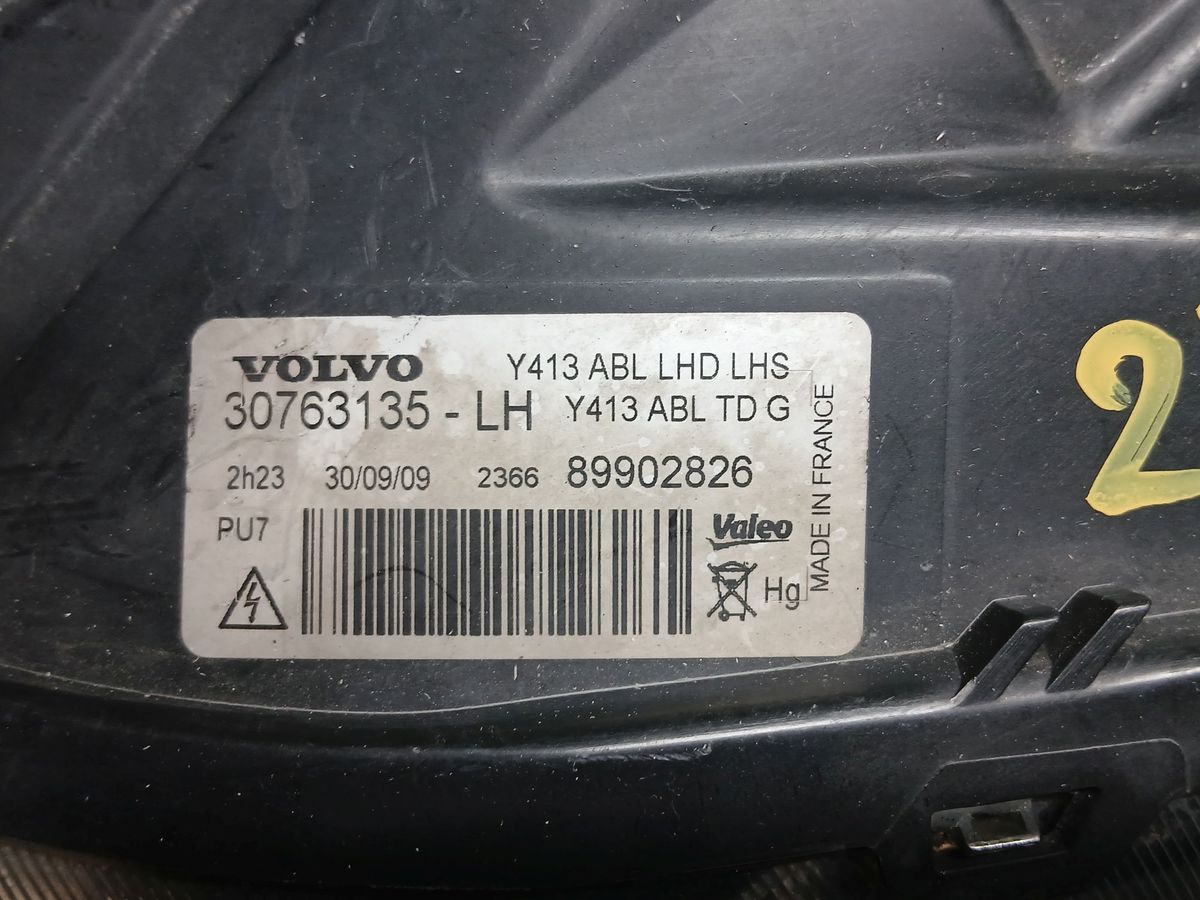 VOLVO Y413 ABL LHD LHS
30763135 - LH Y413 ABL TD G
2h23 30/09/09 2366 89902826
PU7
Valeo
Hg
MADE IN FRANCE
2